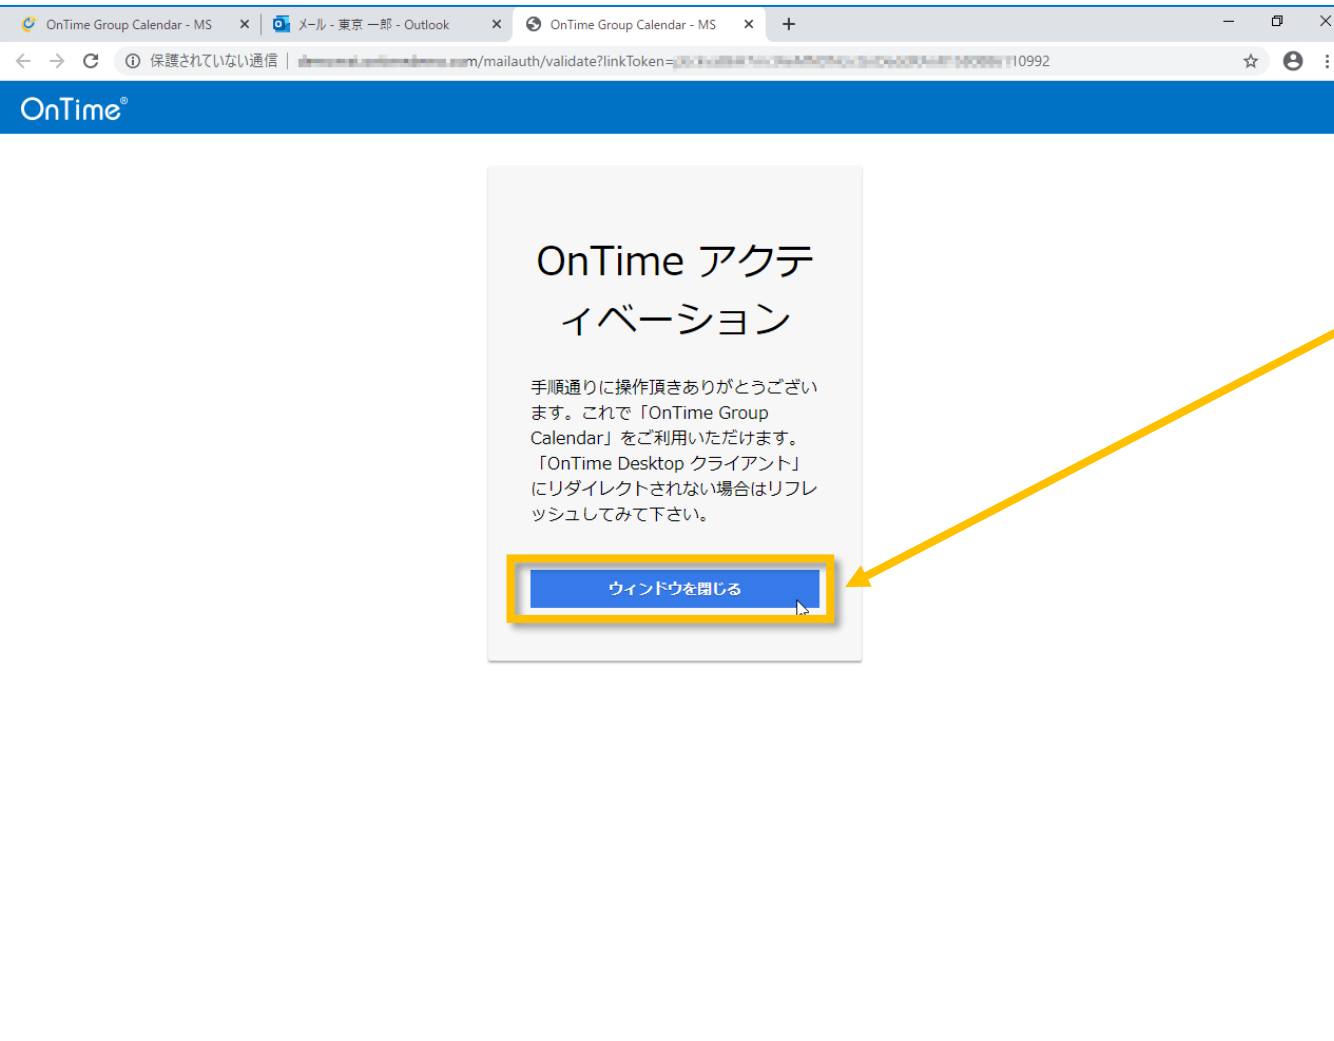 OnTime Group Calendar - MS
メール - 東京 一郎 - Outlook
OnTime Group Calendar - MS
保護されていない通信
/mailauth/validate?linkToken=
10992
OnTime®
OnTime アクテ
ィベーション
手順通りに操作頂きありがとうござい
ます。これで「OnTime Group
Calendar」をご利用いただけます。
「OnTime Desktop クライアント」
にリダイレクトされない場合はリフレ
ッシュしてみて下さい。
ウィンドウを閉じる